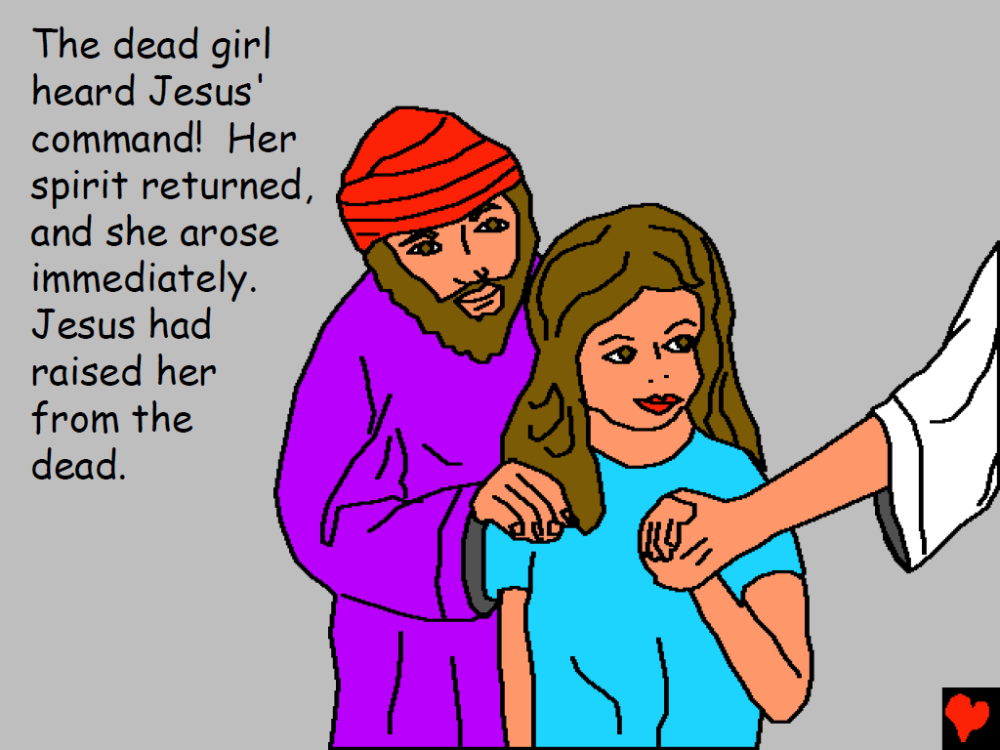 The dead girl
heard Jesus'
command!  Her
spirit returned,
and she arose
immediately.
Jesus had
raised her
from the
dead.